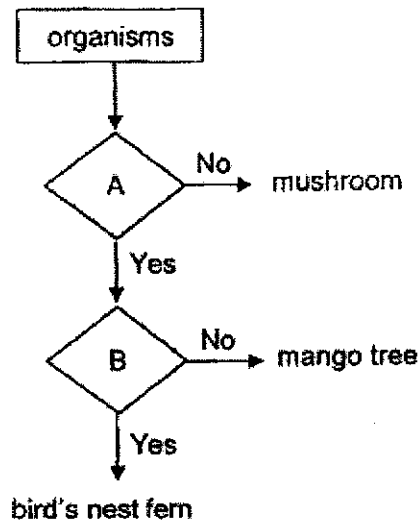 organisms
A
No
mushroom
Yes
B
No
mango tree
Yes
bird's nest fern